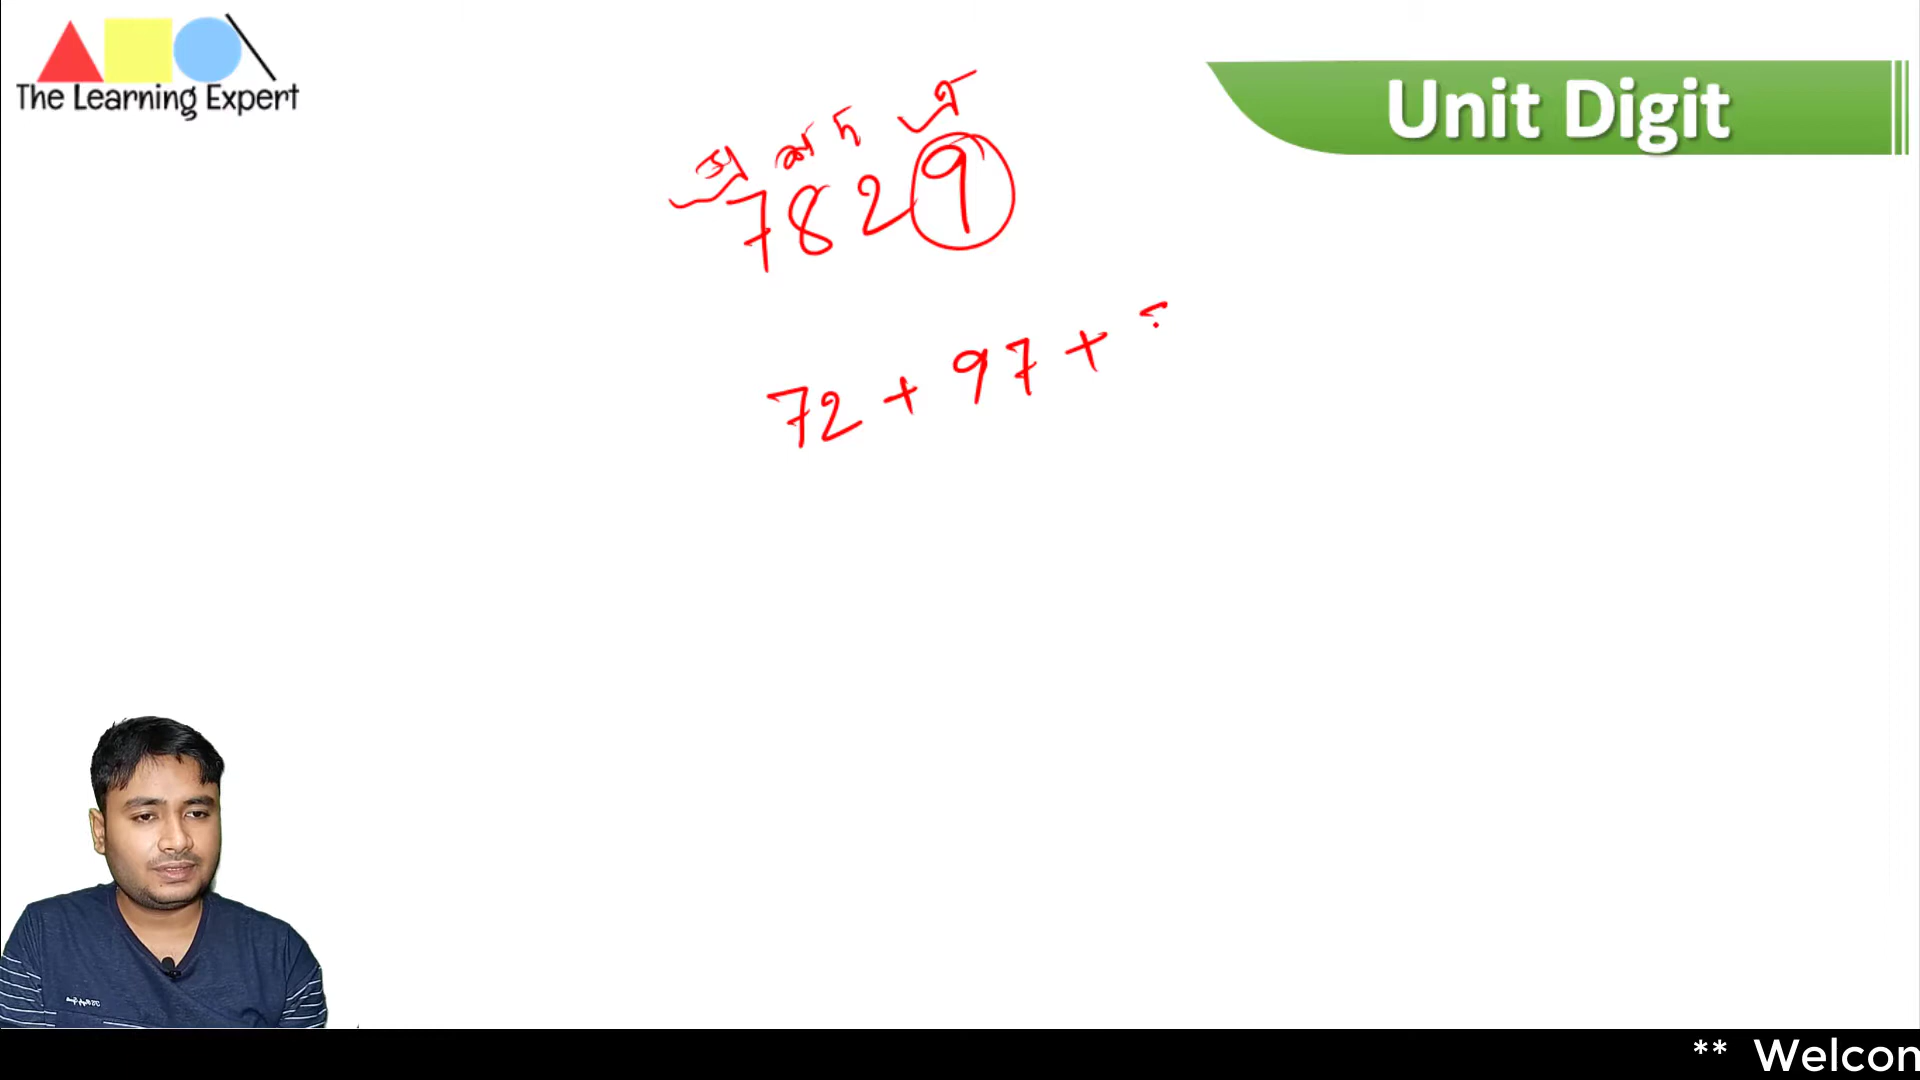 The Learning Expert
Unit Digit
স শ দ এ
7829
72 + 97 +
** Welcon